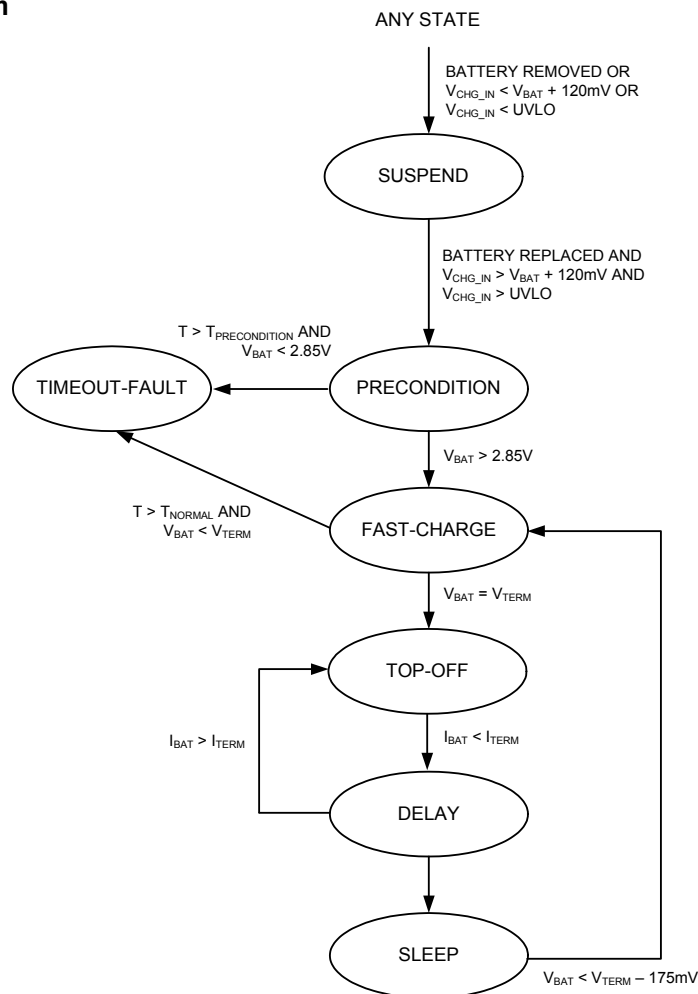 n
ANY STATE
BATTERY REMOVED OR
VCHG_IN < VBAT + 120mV OR
VCHG_IN < UVLO
SUSPEND
BATTERY REPLACED AND
VCHG_IN > VBAT + 120mV AND
VCHG_IN > UVLO
T > TPRECONDITION AND
VBAT < 2.85V
TIMEOUT-FAULT
PRECONDITION
VBAT > 2.85V
T > TNORMAL AND
VBAT < VTERM
FAST-CHARGE
VBAT = VTERM
TOP-OFF
IBAT > ITERM
IBAT < ITERM
DELAY
SLEEP
VBAT < VTERM – 175mV